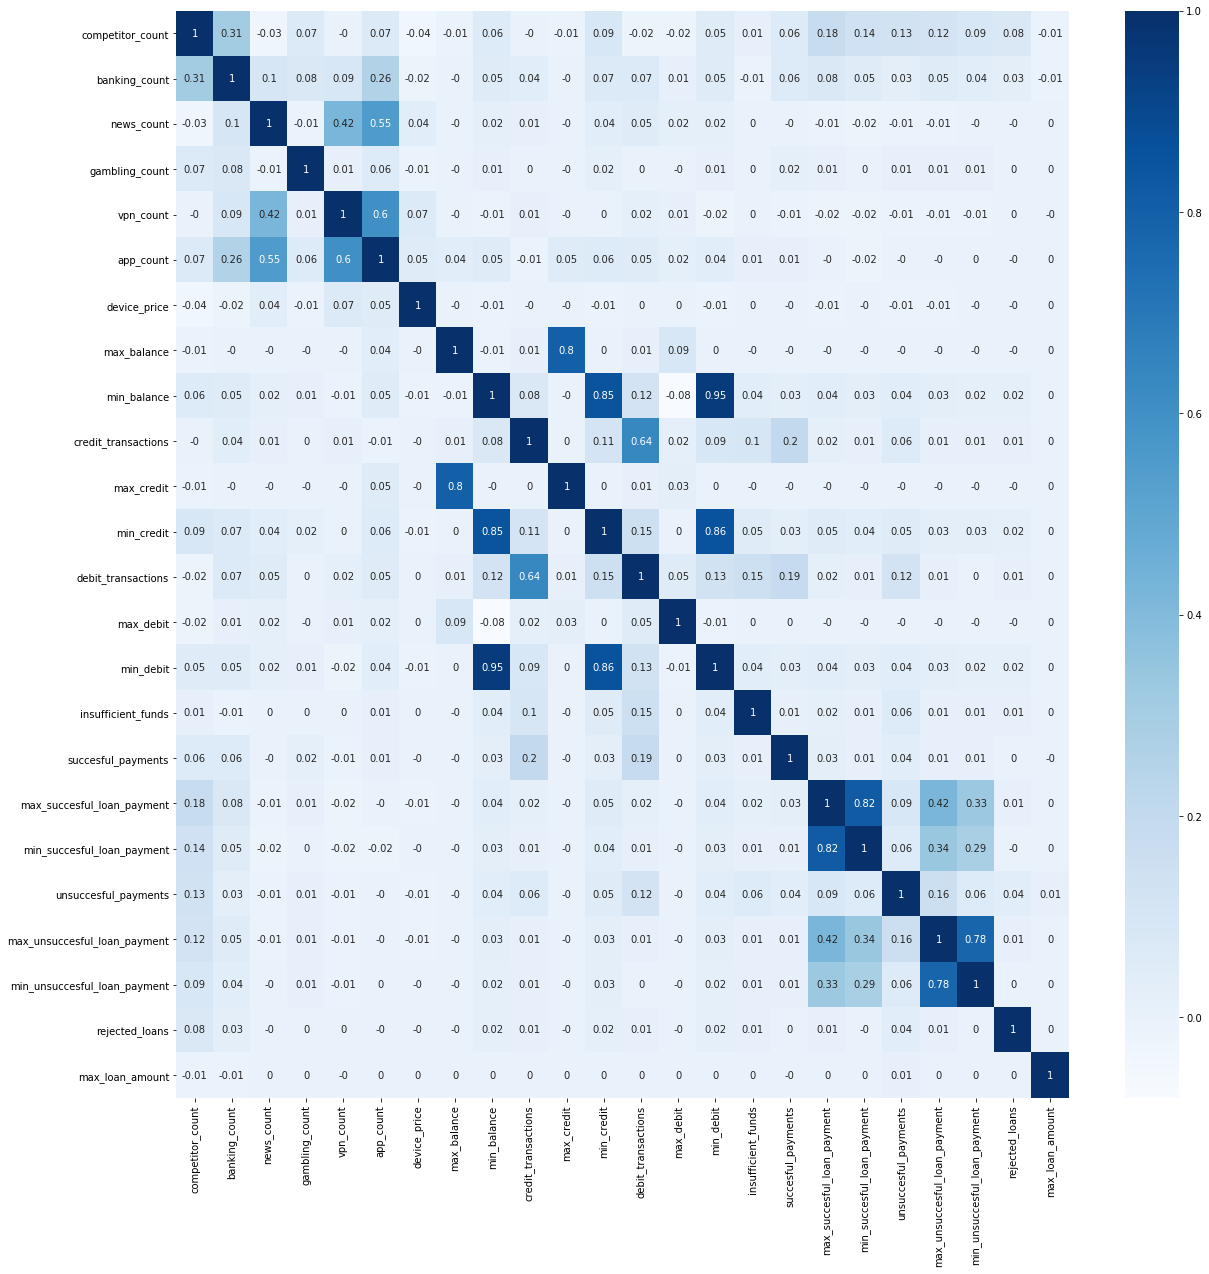 competitor_count 1 0.31 -0.03 0.07 -0 0.07 -0.04 -0.01 0.06 -0 -0.01 0.09 -0.02 -0.02 0.05 0.01 0.06 0.18 0.14 0.13 0.12 0.09 0.08 -0.01
banking_count 0.31 1 0.1 0.08 0.09 0.26 -0.02 -0 0.05 0.04 -0 0.07 0.07 0.01 0.05 -0.01 0.06 0.08 0.05 0.03 0.05 0.04 0.03 -0.01
news_count -0.03 0.1 1 -0.01 0.42 0.55 0.04 -0 0.02 0.01 -0 0.04 0.05 0.02 0.02 0 -0 -0.01 -0.02 -0.01 -0.01 -0 -0 0
gambling_count 0.07 0.08 -0.01 1 0.01 0.06 -0.01 -0 0.01 0 -0 0.02 0 -0 0.01 0 0.02 0.01 0 0.01 0.01 0.01 0 0
vpn_count -0 0.09 0.42 0.01 1 0.6 0.07 -0 -0.01 0.01 -0 0 0.02 0.01 -0.02 0 -0.01 -0.02 -0.02 -0.01 -0.01 -0.01 0 -0
app_count 0.07 0.26 0.55 0.06 0.6 1 0.05 0.04 0.05 -0.01 0.05 0.06 0.05 0.02 0.04 0.01 0.01 -0 -0.02 -0 -0 0 -0 0
device_price -0.04 -0.02 0.04 -0.01 0.07 0.05 1 -0 -0.01 -0 -0 -0.01 0 0 -0.01 0 -0 -0.01 -0 -0.01 -0.01 -0 -0 0
max_balance -0.01 -0 -0 -0 -0 0.04 -0 1 -0.01 0.01 0.8 0 0.01 0.09 0 -0 -0 -0 -0 -0 -0 -0 -0 0
min_balance 0.06 0.05 0.02 0.01 -0.01 0.05 -0.01 -0.01 1 0.08 -0 0.85 0.12 -0.08 0.95 0.04 0.03 0.04 0.03 0.04 0.03 0.02 0.02 0
credit_transactions -0 0.04 0.01 0 0.01 -0.01 -0 0.01 0.08 1 0 0.11 0.64 0.02 0.09 0.1 0.2 0.02 0.01 0.06 0.01 0.01 0.01 0
max_credit -0.01 -0 -0 -0 -0 0.05 -0 0.8 -0 0 1 0 0.01 0.03 0 -0 -0 -0 -0 -0 -0 -0 -0 0
min_credit 0.09 0.07 0.04 0.02 0 0.06 -0.01 0 0.85 0.11 0 1 0.15 0 0.86 0.05 0.03 0.05 0.04 0.05 0.03 0.03 0.02 0
debit_transactions -0.02 0.07 0.05 0 0.02 0.05 0 0.01 0.12 0.64 0.01 0.15 1 0.05 0.13 0.15 0.19 0.02 0.01 0.12 0.01 0 0.01 0
max_debit -0.02 0.01 0.02 -0 0.01 0.02 0 0.09 -0.08 0.02 0.03 0 0.05 1 -0.01 0 0 -0 -0 -0 -0 -0 -0 0
min_debit 0.05 0.05 0.02 0.01 -0.02 0.04 -0.01 0 0.95 0.09 0 0.86 0.13 -0.01 1 0.04 0.03 0.04 0.03 0.04 0.03 0.02 0.02 0
insufficient_funds 0.01 -0.01 0 0 0 0.01 0 -0 0.04 0.1 -0 0.05 0.15 0 0.04 1 0.01 0.02 0.01 0.06 0.01 0.01 0.01 0
succesful_payments 0.06 0.06 -0 0.02 -0.01 0.01 -0 -0 0.03 0.2 -0 0.03 0.19 0 0.03 0.01 1 0.03 0.01 0.04 0.01 0.01 0 -0
max_succesful_loan_payment 0.18 0.08 -0.01 0.01 -0.02 -0 -0.01 -0 0.04 0.02 -0 0.05 0.02 -0 0.04 0.02 0.03 1 0.82 0.09 0.42 0.33 0.01 0
min_succesful_loan_payment 0.14 0.05 -0.02 0 -0.02 -0.02 -0 -0 0.03 0.01 -0 0.04 0.01 -0 0.03 0.01 0.01 0.82 1 0.06 0.34 0.29 -0 0
unsuccesful_payments 0.13 0.03 -0.01 0.01 -0.01 -0 -0.01 -0 0.04 0.06 -0 0.05 0.12 -0 0.04 0.06 0.04 0.09 0.06 1 0.16 0.06 0.04 0.01
max_unsuccesful_loan_payment 0.12 0.05 -0.01 0.01 -0.01 -0 -0.01 -0 0.03 0.01 -0 0.03 0.01 -0 0.03 0.01 0.01 0.42 0.34 0.16 1 0.78 0.01 0
min_unsuccesful_loan_payment 0.09 0.04 -0 0.01 -0.01 0 -0 -0 0.02 0.01 -0 0.03 0 -0 0.02 0.01 0.01 0.33 0.29 0.06 0.78 1 0 0
rejected_loans 0.08 0.03 -0 0 0 -0 -0 -0 0.02 0.01 -0 0.02 0.01 -0 0.02 0.01 0 0.01 -0 0.04 0.01 0 1 0
max_loan_amount -0.01 -0.01 0 0 -0 0 0 0 0 0 0 0 0 0 0 0 -0 0 0 0.01 0 0 0 1
competitor_count
banking_count
news_count
gambling_count
vpn_count
app_count
device_price
max_balance
min_balance
credit_transactions
max_credit
min_credit
debit_transactions
max_debit
min_debit
insufficient_funds
succesful_payments
max_succesful_loan_payment
min_succesful_loan_payment
unsuccesful_payments
max_unsuccesful_loan_payment
min_unsuccesful_loan_payment
rejected_loans
max_loan_amount
1.0
0.8
0.6
0.4
0.2
0.0